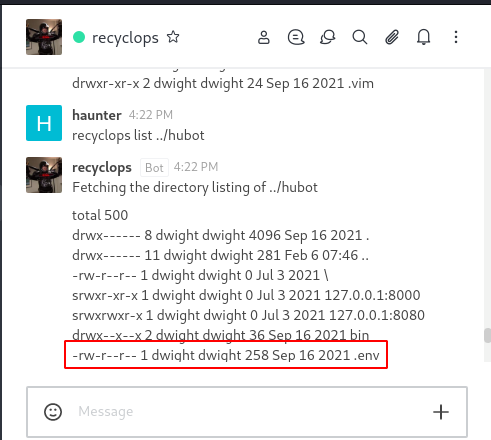 recyclops
drwxr-xr-x 2 dwight dwight 24 Sep 16 2021 .vim
H
haunter 4:22 PM
recyclops list ../hubot
recyclops Bot 4:22 PM
Fetching the directory listing of ../hubot
total 500
drwx------ 8 dwight dwight 4096 Sep 16 2021 .
drwx------ 11 dwight dwight 281 Feb 6 07:46 ..
-rw-r--r-- 1 dwight dwight 0 Jul 3 2021 \
srwxr-xr-x 1 dwight dwight 0 Jul 3 2021 127.0.0.1:8000
srwxrwxr-x 1 dwight dwight 0 Jul 3 2021 127.0.0.1:8080
drwx--x--x 2 dwight dwight 36 Sep 16 2021 bin
-rw-r--r-- 1 dwight dwight 258 Sep 16 2021 .env
Message